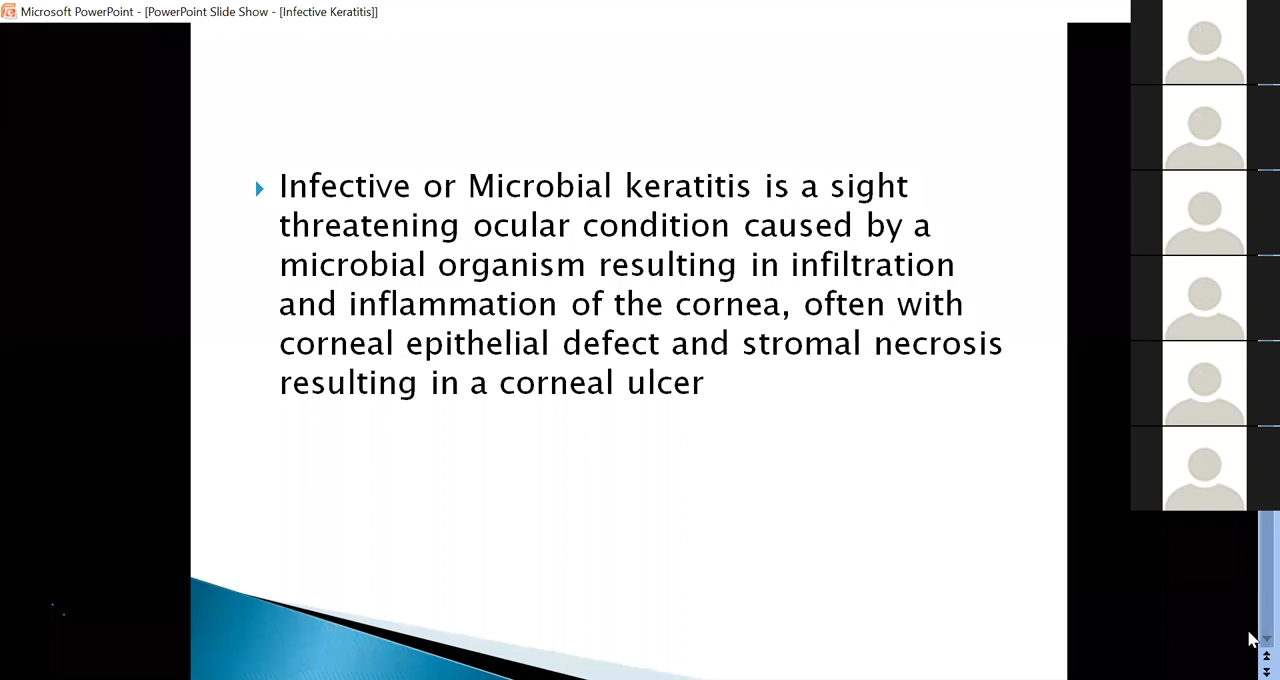 Microsoft PowerPoint - [PowerPoint Slide Show - [Infective Keratitis]]
Infective or Microbial keratitis is a sight
threatening ocular condition caused by a
microbial organism resulting in infiltration
and inflammation of the cornea, often with
corneal epithelial defect and stromal necrosis
resulting in a corneal ulcer